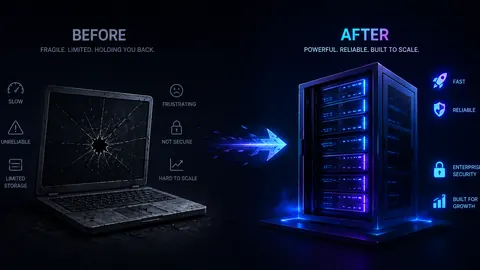 BEFORE
FRAGILE. LIMITED. HOLDING YOU BACK.
SLOW
FRUSTRATING
UNRELIABLE
NOT SECURE
LIMITED
STORAGE
HARD TO SCALE
AFTER
POWERFUL. RELIABLE. BUILT TO SCALE.
FAST
RELIABLE
ENTERPRISE
SECURITY
BUILT FOR
GROWTH